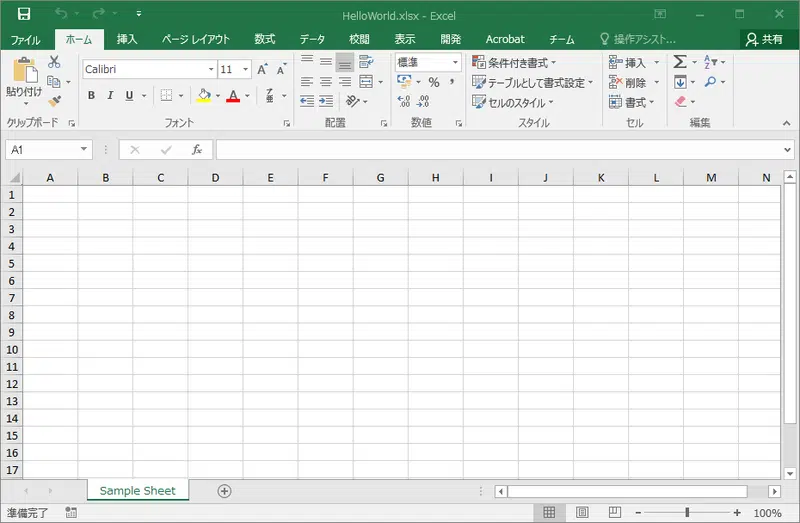 HelloWorld.xlsx - Excel
ファイル ホーム 挿入 ページ レイアウト 数式 データ 校閲 表示 開発 Acrobat チーム 操作アシスト... 共有
貼り付け
Calibri 11
B I U
A A
亜
標準
%
条件付き書式
テーブルとして書式設定
セルのスタイル
挿入
削除
書式
Σ
クリップボード フォント 配置 数値 スタイル セル 編集
A1 fx
A B C D E F G H I J K L M N
1
2
3
4
5
6
7
8
9
10
11
12
13
14
15
16
17
Sample Sheet
準備完了 100%